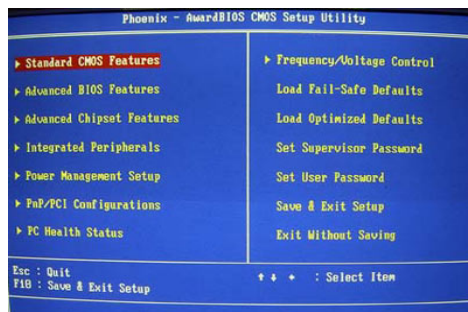 Phoenix - AwardBIOS CMOS Setup Utility
▸ Standard CMOS Features
▸ Advanced BIOS Features
▸ Advanced Chipset Features
▸ Integrated Peripherals
▸ Power Management Setup
▸ PnP/PCI Configurations
▸ PC Health Status
▸ Frequency/Voltage Control
Load Fail-Safe Defaults
Load Optimized Defaults
Set Supervisor Password
Set User Password
Save & Exit Setup
Exit Without Saving
Esc : Quit
F10 : Save & Exit Setup
↑ ↓ → : Select Item